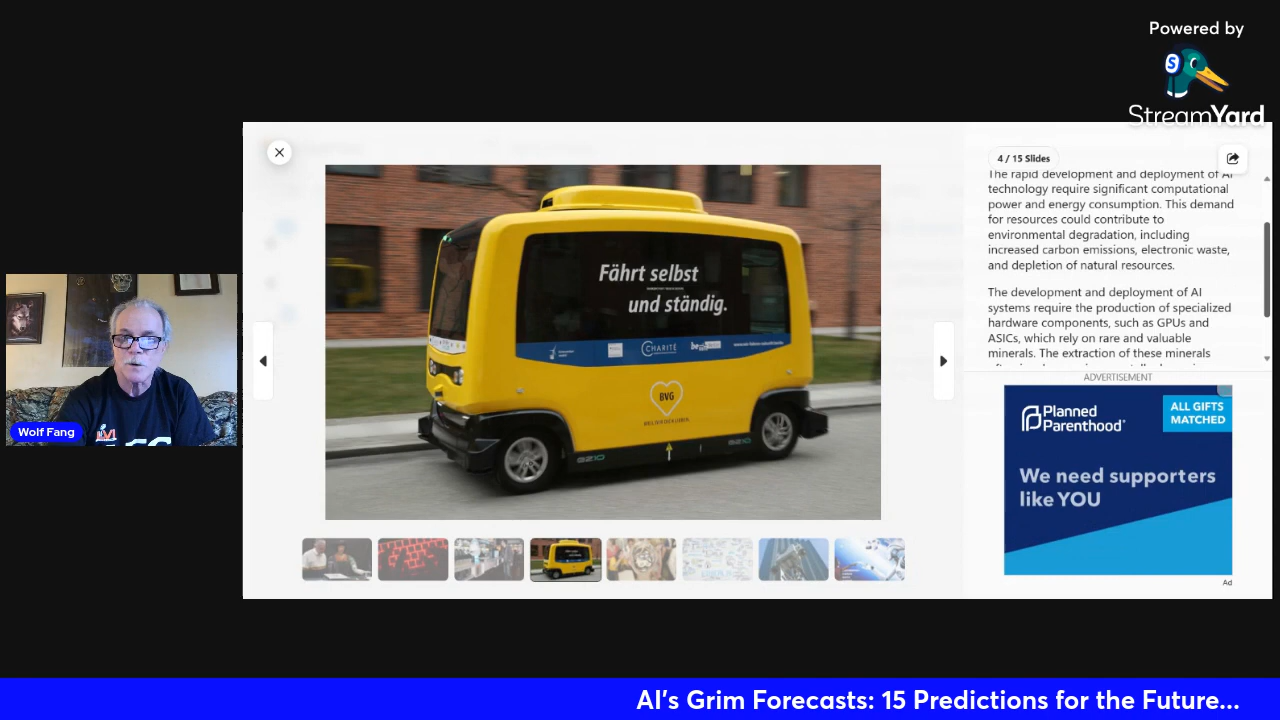 Powered by
StreamYard
4 / 15 Slides
The rapid development and deployment of AI
technology require significant computational
power and energy consumption. This demand
for resources could contribute to
environmental degradation, including
increased carbon emissions, electronic waste,
and depletion of natural resources.
The development and deployment of AI
systems require the production of specialized
hardware components, such as GPUs and
ASICs, which rely on rare and valuable
minerals. The extraction of these minerals
Fährt selbst
und ständig.
CHARITÉ
BVG
EZ10
EZ10
Wolf Fang
ADVERTISEMENT
Planned
Parenthood
ALL GIFTS
MATCHED
We need supporters
like YOU
Ad
AI's Grim Forecasts: 15 Predictions for the Future...